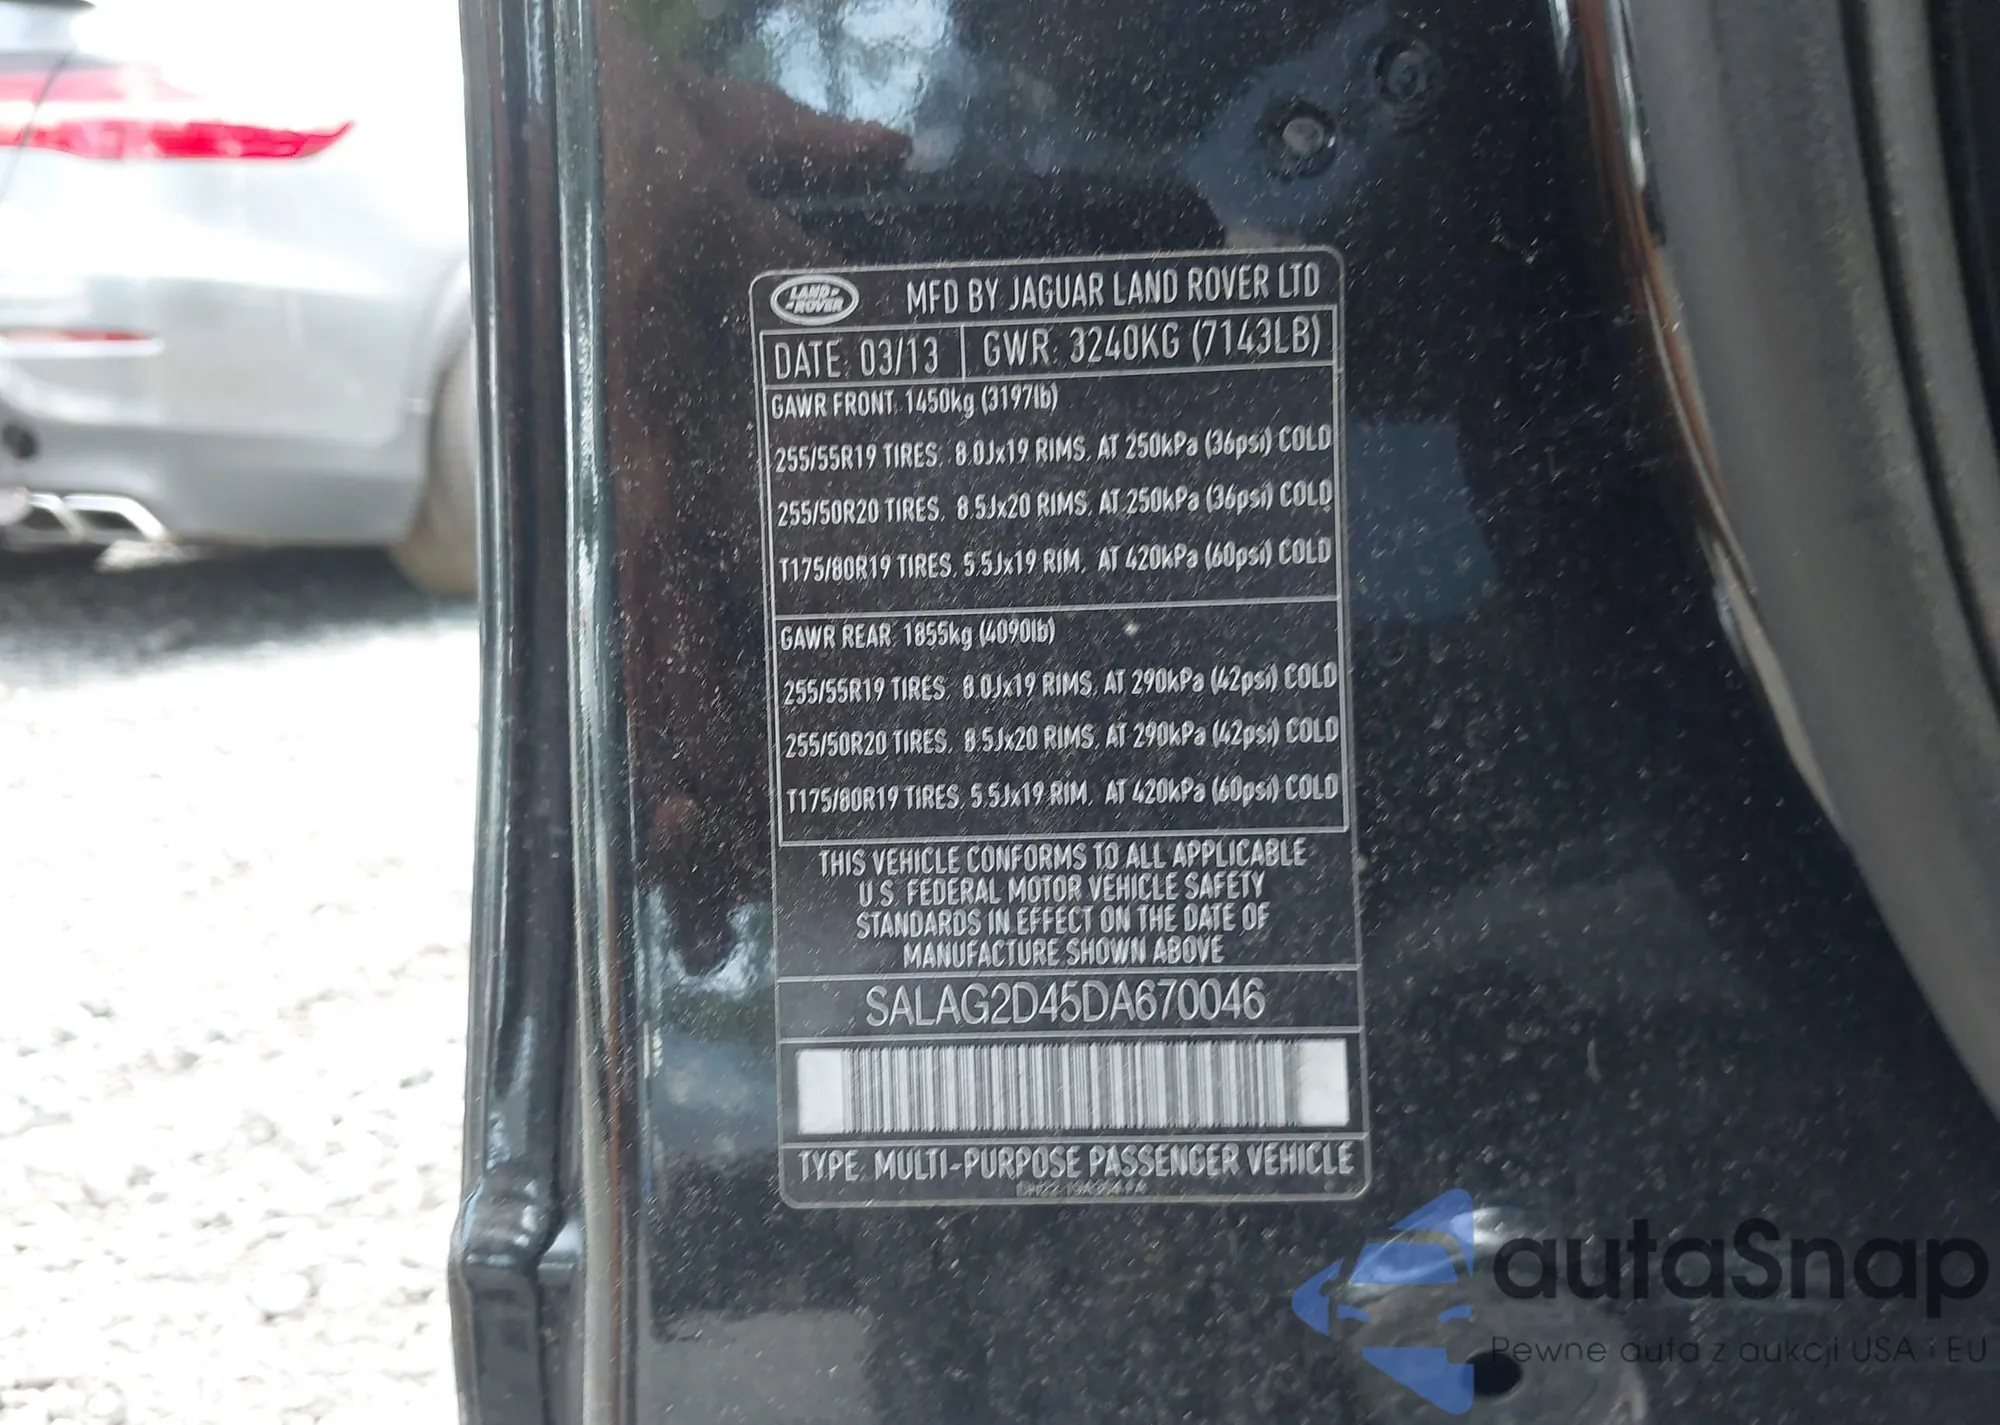 LAND ROVER
MFD BY JAGUAR LAND ROVER LTD
DATE: 03/13 GWR: 3240KG (7143LB)
GAWR FRONT: 1450kg (3197lb)
255/55R19 TIRES, 8.0Jx19 RIMS, AT 250kPa (36psi) COLD
255/50R20 TIRES, 8.5Jx20 RIMS, AT 250kPa (36psi) COLD
T175/80R19 TIRES, 5.5Jx19 RIM, AT 420kPa (60psi) COLD
GAWR REAR: 1855kg (4090lb)
255/55R19 TIRES, 8.0Jx19 RIMS, AT 290kPa (42psi) COLD
255/50R20 TIRES, 8.5Jx20 RIMS, AT 290kPa (42psi) COLD
T175/80R19 TIRES, 5.5Jx19 RIM, AT 420kPa (60psi) COLD
THIS VEHICLE CONFORMS TO ALL APPLICABLE
U.S. FEDERAL MOTOR VEHICLE SAFETY
STANDARDS IN EFFECT ON THE DATE OF
MANUFACTURE SHOWN ABOVE
SALAG2D45DA670046
TYPE: MULTI-PURPOSE PASSENGER VEHICLE
autaSnap
Pewne auta z aukcji USA i EU